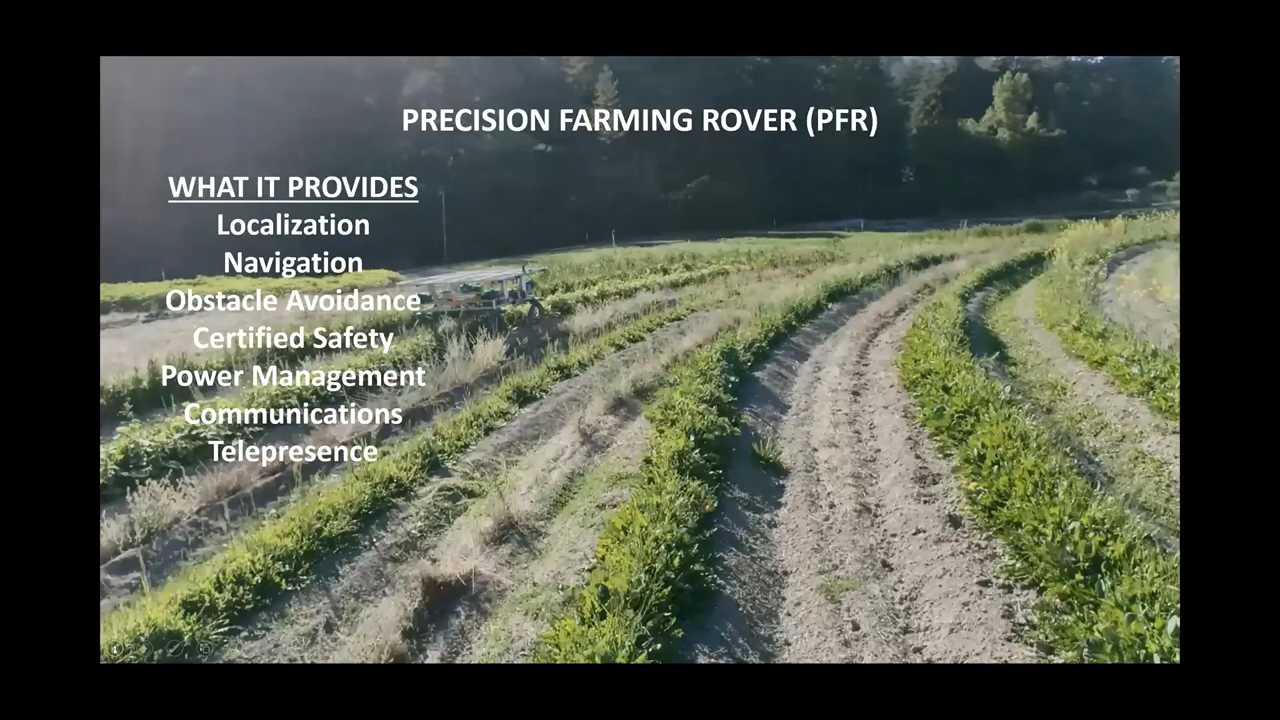 PRECISION FARMING ROVER (PFR)
WHAT IT PROVIDES
Localization
Navigation
Obstacle Avoidance
Certified Safety
Power Management
Communications
Telepresence